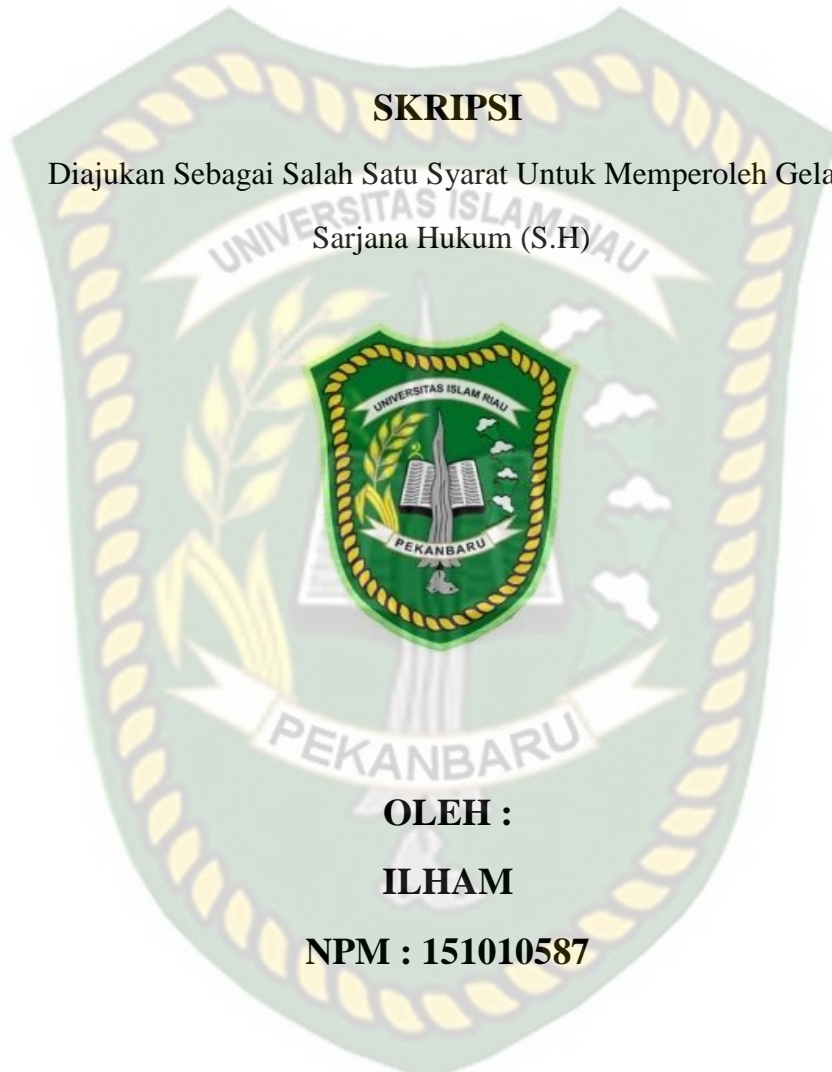 SKRIPSI
Diajukan Sebagai Salah Satu Syarat Untuk Memperoleh Gela
UNIVERSITAS ISLAM RIAU
Sarjana Hukum (S.H)
UNIVERSITAS ISLAM RIAU
PEKANBARU
PEKANBARU
OLEH :
ILHAM
NPM : 151010587